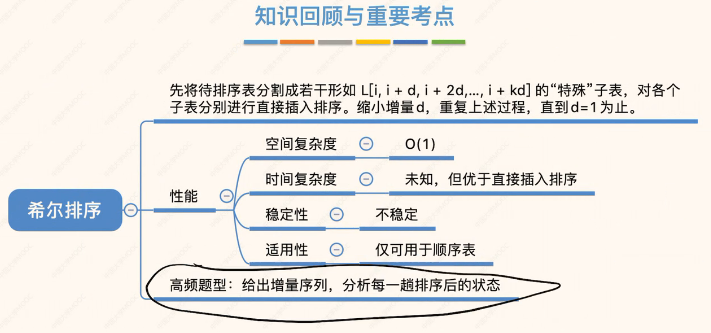 知识回顾与重要考点
先将待排序表分割成若干形如 L[i, i + d, i + 2d,…, i + kd] 的“特殊”子表，对各个
子表分别进行直接插入排序。缩小增量d，重复上述过程，直到d=1为止。
希尔排序
性能
空间复杂度
O(1)
时间复杂度
未知，但优于直接插入排序
稳定性
不稳定
适用性
仅可用于顺序表
高频题型：给出增量序列，分析每一趟排序后的状态